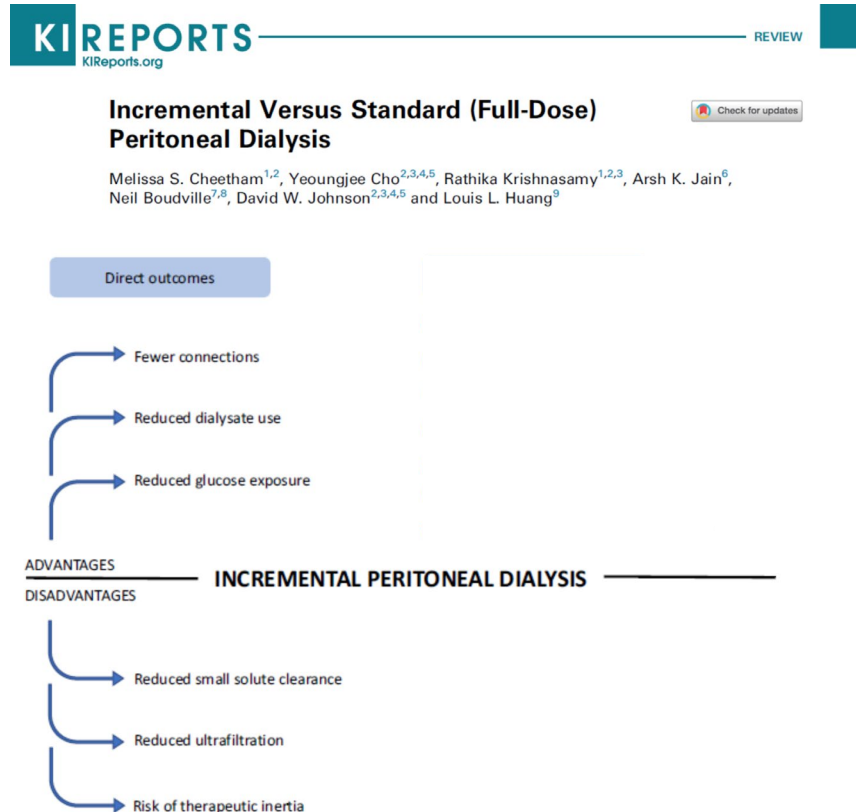 KI REPORTS
KIReports.org
REVIEW
Incremental Versus Standard (Full-Dose)
Peritoneal Dialysis
Check for updates
Melissa S. Cheetham1,2, Yeoungjee Cho2,3,4,5, Rathika Krishnasamy1,2,3, Arsh K. Jain6,
Neil Boudville7,8, David W. Johnson2,3,4,5 and Louis L. Huang9
Direct outcomes
Fewer connections
Reduced dialysate use
Reduced glucose exposure
ADVANTAGES
INCREMENTAL PERITONEAL DIALYSIS
DISADVANTAGES
Reduced small solute clearance
Reduced ultrafiltration
Risk of therapeutic inertia